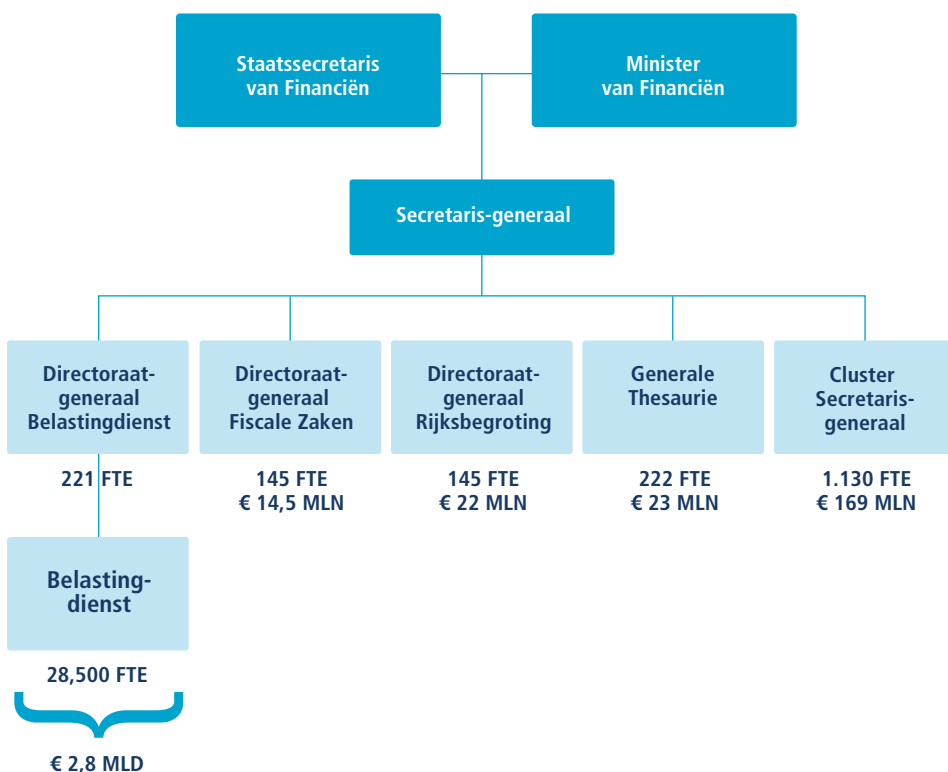 Staatssecretaris
van Financiën
Minister
van Financiën
Secretaris-generaal
Directoraat-
generaal
Belastingdienst
221 FTE
Directoraat-
generaal
Fiscale Zaken
145 FTE
€ 14,5 MLN
Directoraat-
generaal
Rijksbegroting
145 FTE
€ 22 MLN
Generale
Thesaurie
222 FTE
€ 23 MLN
Cluster
Secretaris-
generaal
1.130 FTE
€ 169 MLN
Belasting-
dienst
28,500 FTE
€ 2,8 MLD